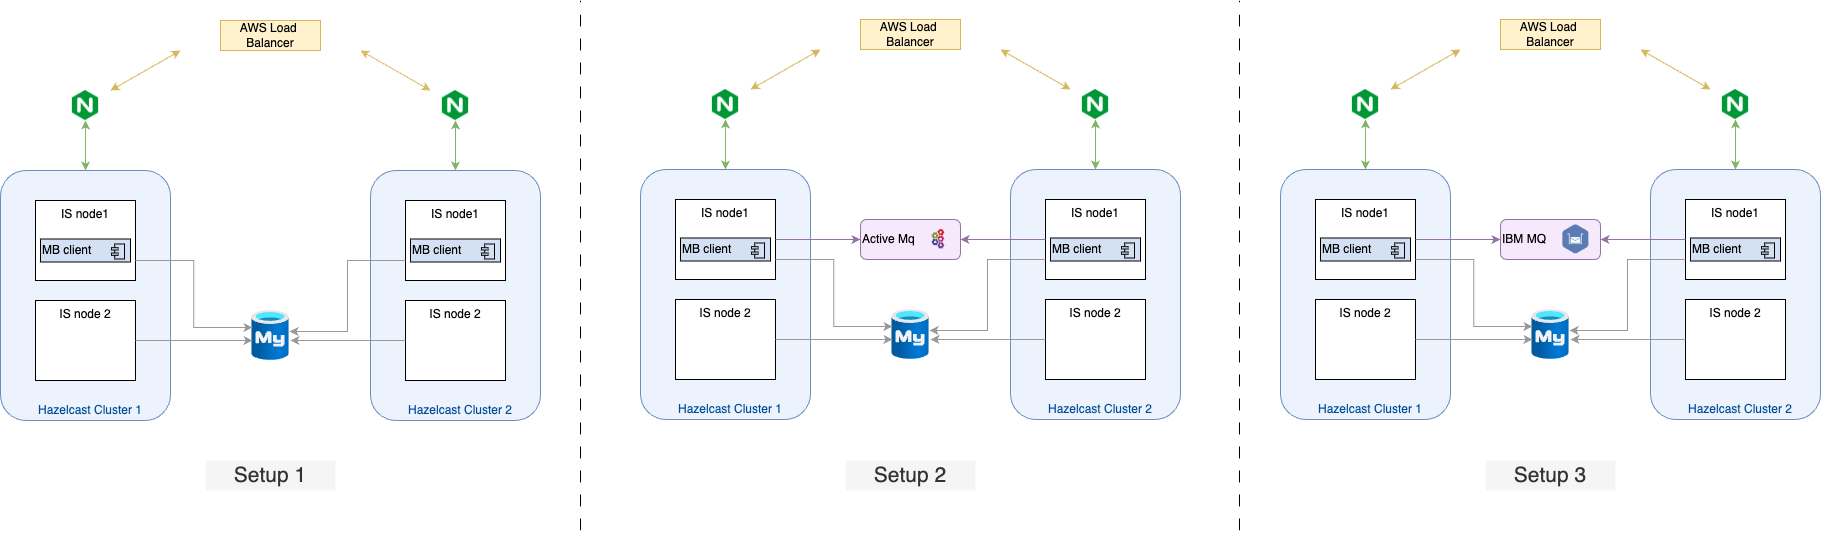 AWS Load
Balancer
N
N
IS node1
MB client
IS node 2
Hazelcast Cluster 1
My
IS node1
MB client
IS node 2
Hazelcast Cluster 2
Setup 1
AWS Load
Balancer
N
N
IS node1
MB client
IS node 2
Hazelcast Cluster 1
Active Mq
My
IS node1
MB client
IS node 2
Hazelcast Cluster 2
Setup 2
AWS Load
Balancer
N
N
IS node1
MB client
IS node 2
Hazelcast Cluster 1
IBM MQ
My
IS node1
MB client
IS node 2
Hazelcast Cluster 2
Setup 3